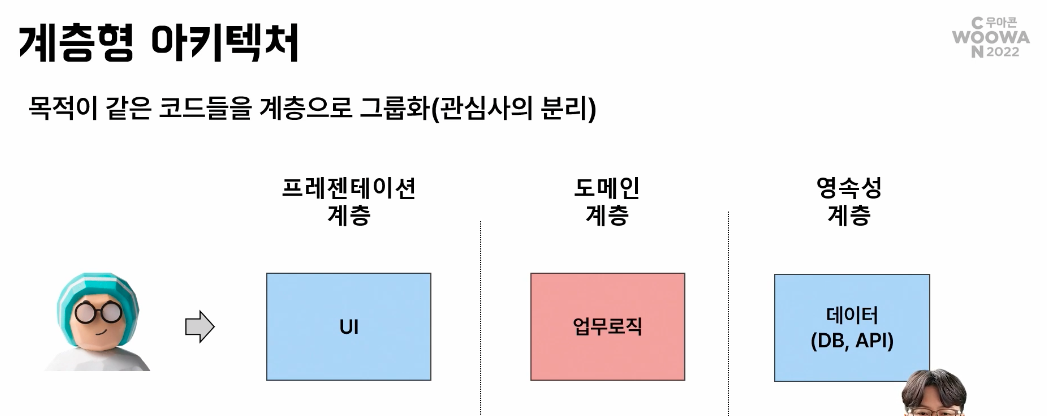 계층형 아키텍처
C 무아콘
WOOWA
N 2022
목적이 같은 코드들을 계층으로 그룹화(관심사의 분리)
프레젠테이션
계층
도메인
계층
영속성
계층
UI
업무로직
데이터
(DB, API)